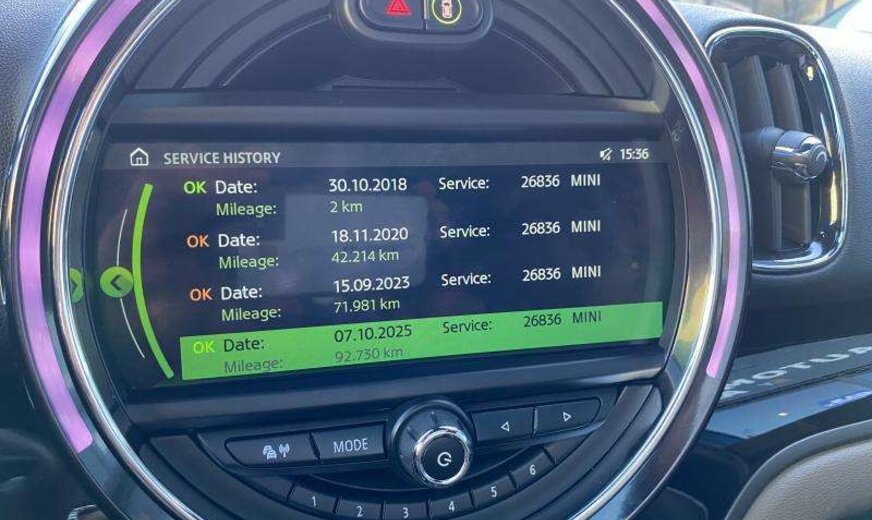 SERVICE HISTORY 15:36
OK Date: 30.10.2018 Service: 26836 MINI
Mileage: 2 km
OK Date: 18.11.2020 Service: 26836 MINI
Mileage: 42.214 km
OK Date: 15.09.2023 Service: 26836 MINI
Mileage: 71.981 km
OK Date: 07.10.2025 Service: 26836 MINI
Mileage: 92.730 km
MODE
1 2 3 4 5 6